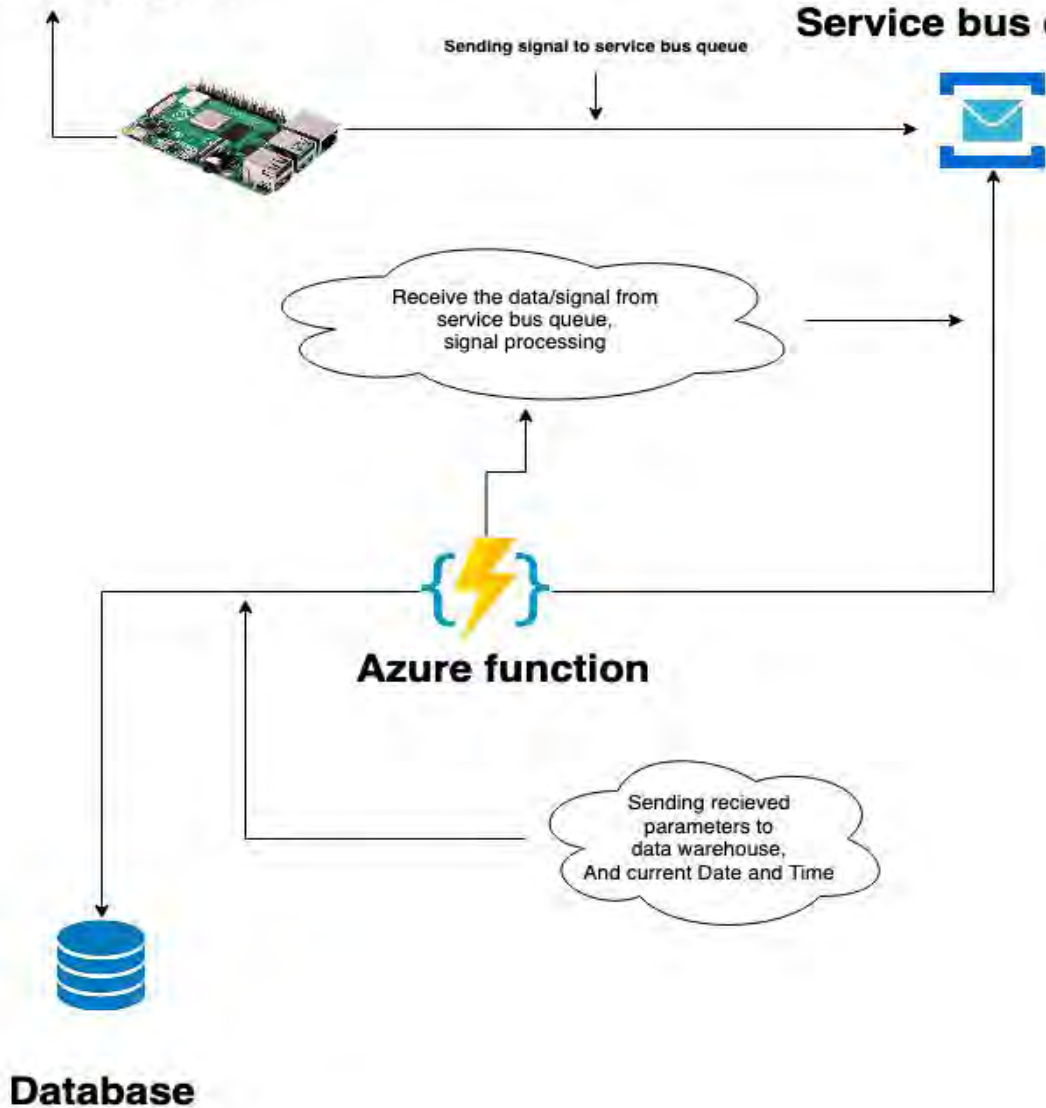 Service bus
Sending signal to service bus queue
Receive the data/signal from
service bus queue,
signal processing
Azure function
Sending recieved
parameters to
data warehouse,
And current Date and Time
Database